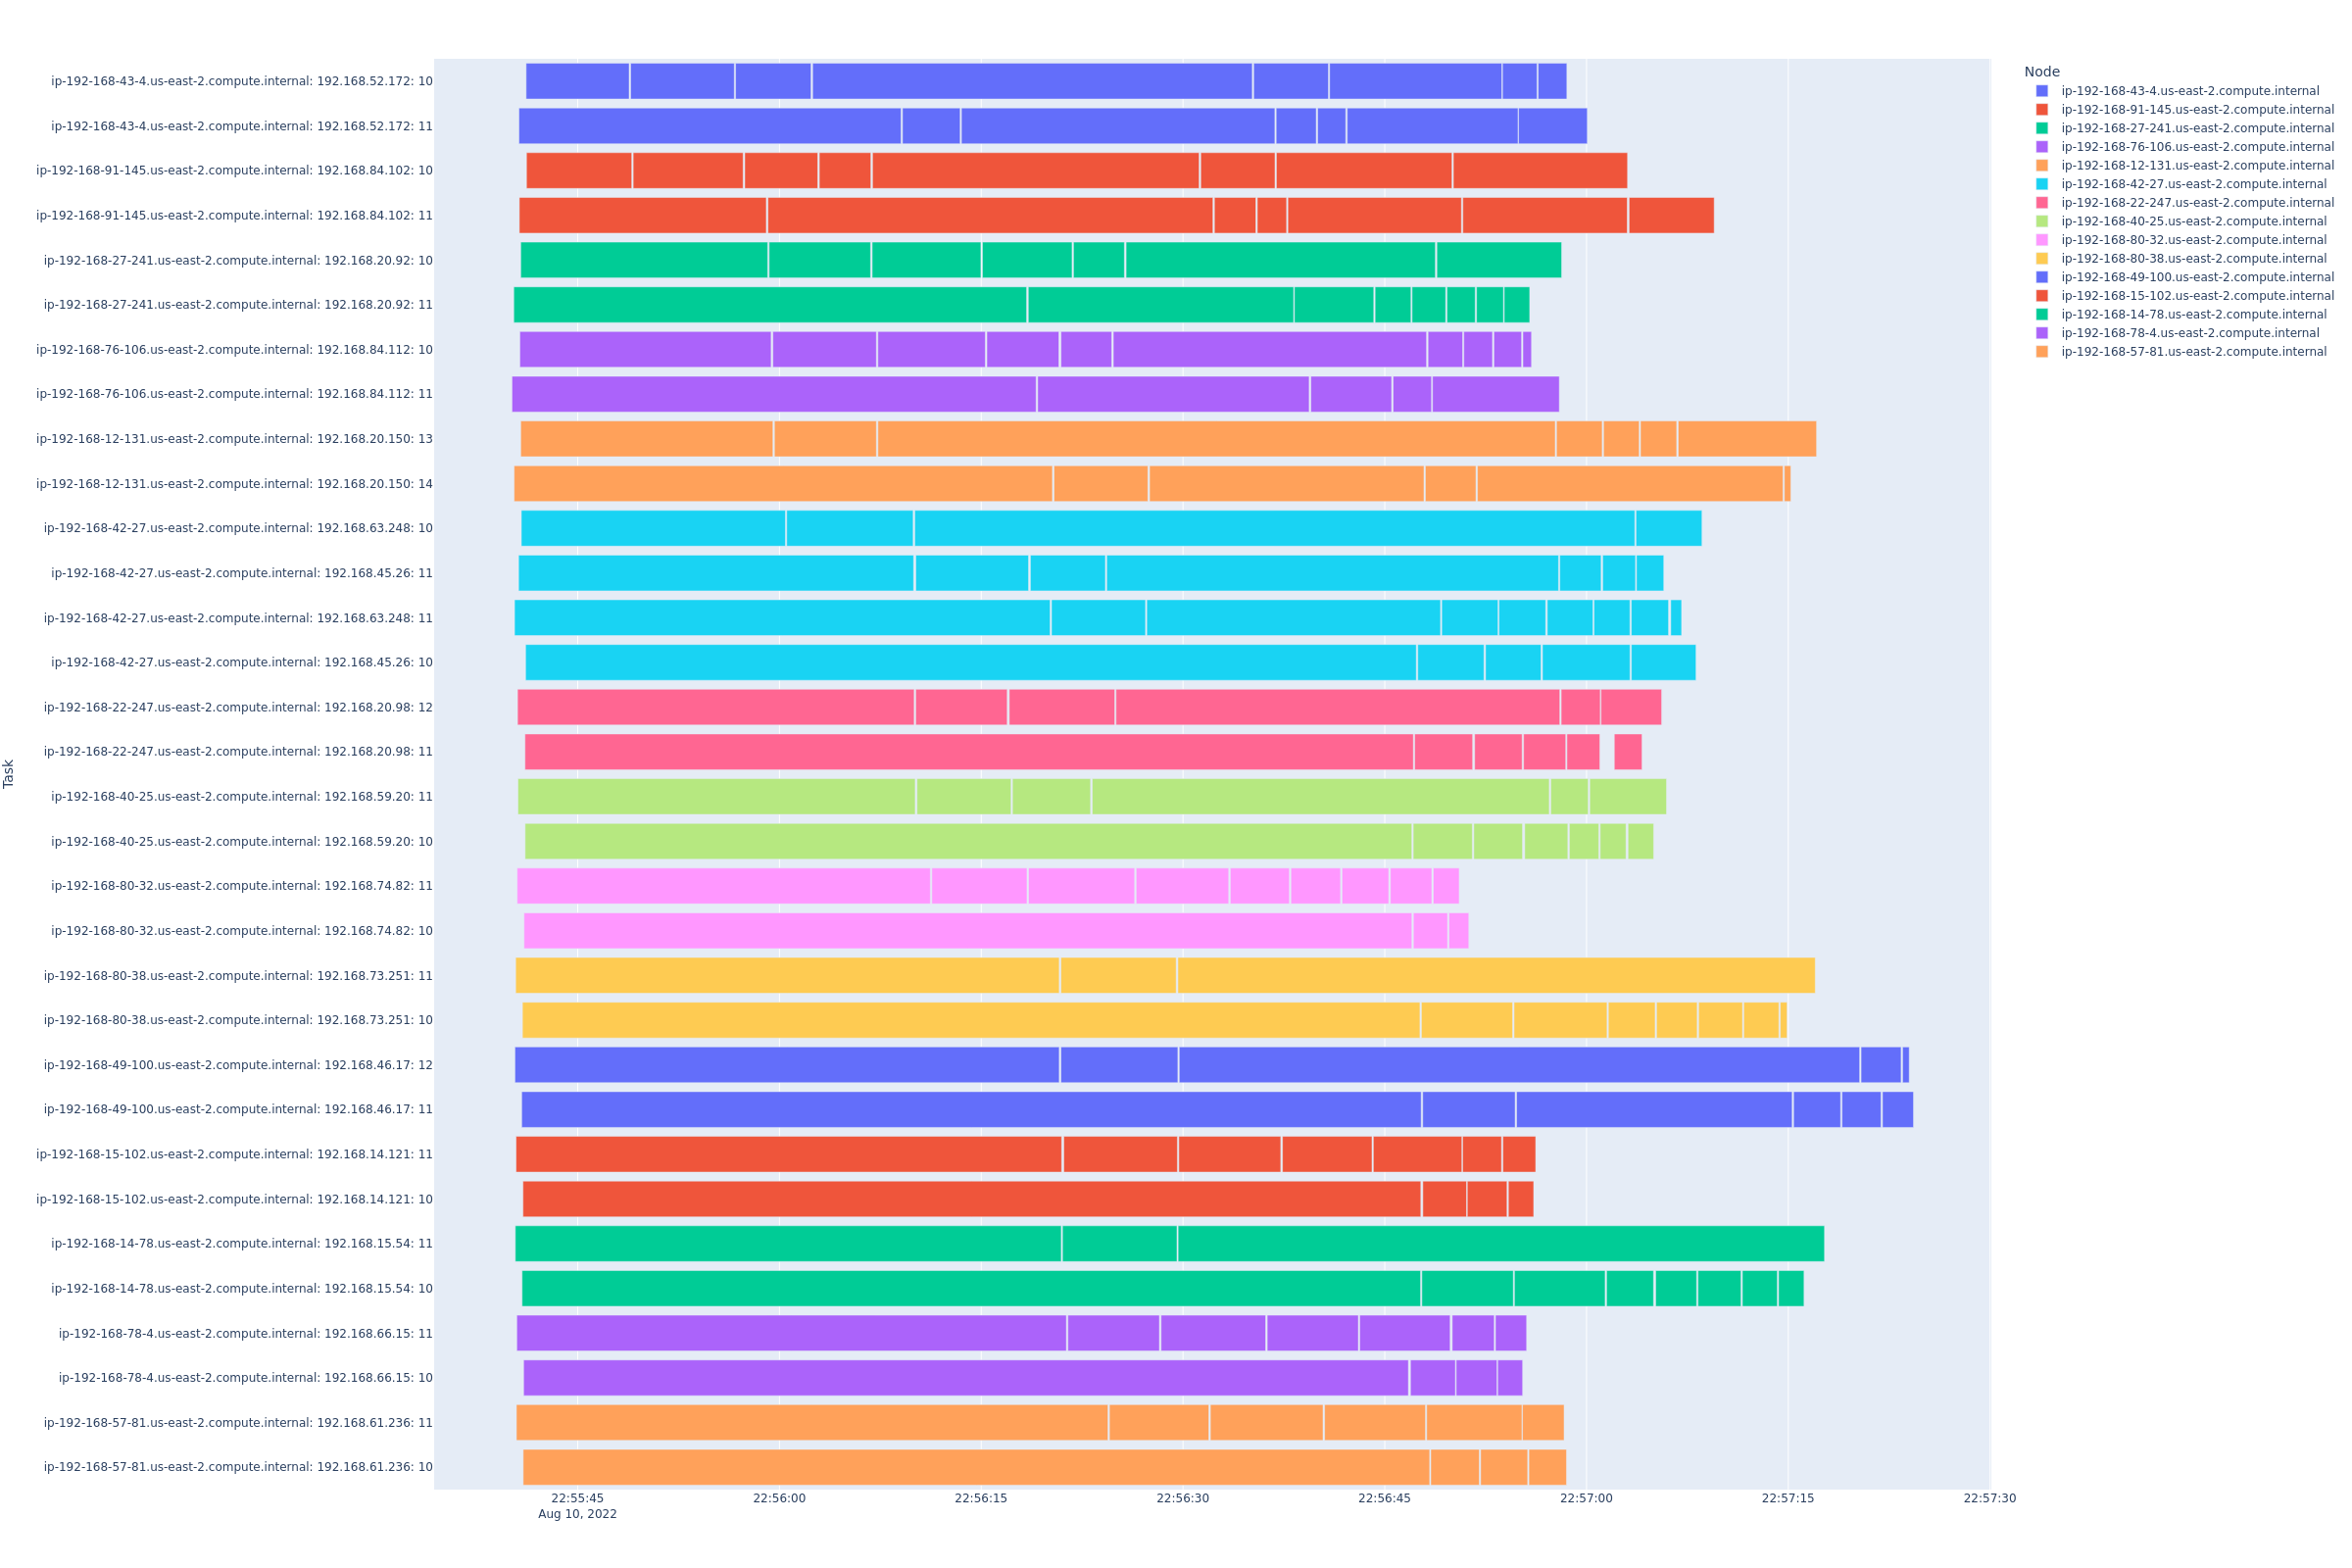 ip-192-168-43-4.us-east-2.compute.internal: 192.168.52.172: 10
ip-192-168-43-4.us-east-2.compute.internal: 192.168.52.172: 11
ip-192-168-91-145.us-east-2.compute.internal: 192.168.84.102: 10
ip-192-168-91-145.us-east-2.compute.internal: 192.168.84.102: 11
ip-192-168-27-241.us-east-2.compute.internal: 192.168.20.92: 10
ip-192-168-27-241.us-east-2.compute.internal: 192.168.20.92: 11
ip-192-168-76-106.us-east-2.compute.internal: 192.168.84.112: 10
ip-192-168-76-106.us-east-2.compute.internal: 192.168.84.112: 11
ip-192-168-12-131.us-east-2.compute.internal: 192.168.20.150: 13
ip-192-168-12-131.us-east-2.compute.internal: 192.168.20.150: 14
ip-192-168-42-27.us-east-2.compute.internal: 192.168.63.248: 10
ip-192-168-42-27.us-east-2.compute.internal: 192.168.45.26: 11
ip-192-168-42-27.us-east-2.compute.internal: 192.168.63.248: 11
ip-192-168-42-27.us-east-2.compute.internal: 192.168.45.26: 10
ip-192-168-22-247.us-east-2.compute.internal: 192.168.20.98: 12
ip-192-168-22-247.us-east-2.compute.internal: 192.168.20.98: 11
ip-192-168-40-25.us-east-2.compute.internal: 192.168.59.20: 11
ip-192-168-40-25.us-east-2.compute.internal: 192.168.59.20: 10
ip-192-168-80-32.us-east-2.compute.internal: 192.168.74.82: 11
ip-192-168-80-32.us-east-2.compute.internal: 192.168.74.82: 10
ip-192-168-80-38.us-east-2.compute.internal: 192.168.73.251: 11
ip-192-168-80-38.us-east-2.compute.internal: 192.168.73.251: 10
ip-192-168-49-100.us-east-2.compute.internal: 192.168.46.17: 12
ip-192-168-49-100.us-east-2.compute.internal: 192.168.46.17: 11
ip-192-168-15-102.us-east-2.compute.internal: 192.168.14.121: 11
ip-192-168-15-102.us-east-2.compute.internal: 192.168.14.121: 10
ip-192-168-14-78.us-east-2.compute.internal: 192.168.15.54: 11
ip-192-168-14-78.us-east-2.compute.internal: 192.168.15.54: 10
ip-192-168-78-4.us-east-2.compute.internal: 192.168.66.15: 11
ip-192-168-78-4.us-east-2.compute.internal: 192.168.66.15: 10
ip-192-168-57-81.us-east-2.compute.internal: 192.168.61.236: 11
ip-192-168-57-81.us-east-2.compute.internal: 192.168.61.236: 10
Task
22:55:45 22:56:00 22:56:15 22:56:30 22:56:45 22:57:00 22:57:15 22:57:30
Aug 10, 2022
Node
ip-192-168-43-4.us-east-2.compute.internal
ip-192-168-91-145.us-east-2.compute.internal
ip-192-168-27-241.us-east-2.compute.internal
ip-192-168-76-106.us-east-2.compute.internal
ip-192-168-12-131.us-east-2.compute.internal
ip-192-168-42-27.us-east-2.compute.internal
ip-192-168-22-247.us-east-2.compute.internal
ip-192-168-40-25.us-east-2.compute.internal
ip-192-168-80-32.us-east-2.compute.internal
ip-192-168-80-38.us-east-2.compute.internal
ip-192-168-49-100.us-east-2.compute.internal
ip-192-168-15-102.us-east-2.compute.internal
ip-192-168-14-78.us-east-2.compute.internal
ip-192-168-78-4.us-east-2.compute.internal
ip-192-168-57-81.us-east-2.compute.internal